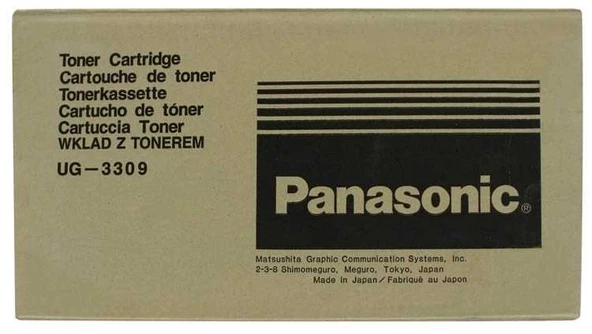 Toner Cartridge
Cartouche de toner
Tonerkassette
Cartucho de tóner
Cartuccia Toner
WKLAD Z TONEREM
UG-3309
Panasonic®
Matsushita Graphic Communication Systems, Inc.
2-3-8 Shimomeguro, Meguro, Tokyo, Japan
Made in Japan / Fabriqué au Japon